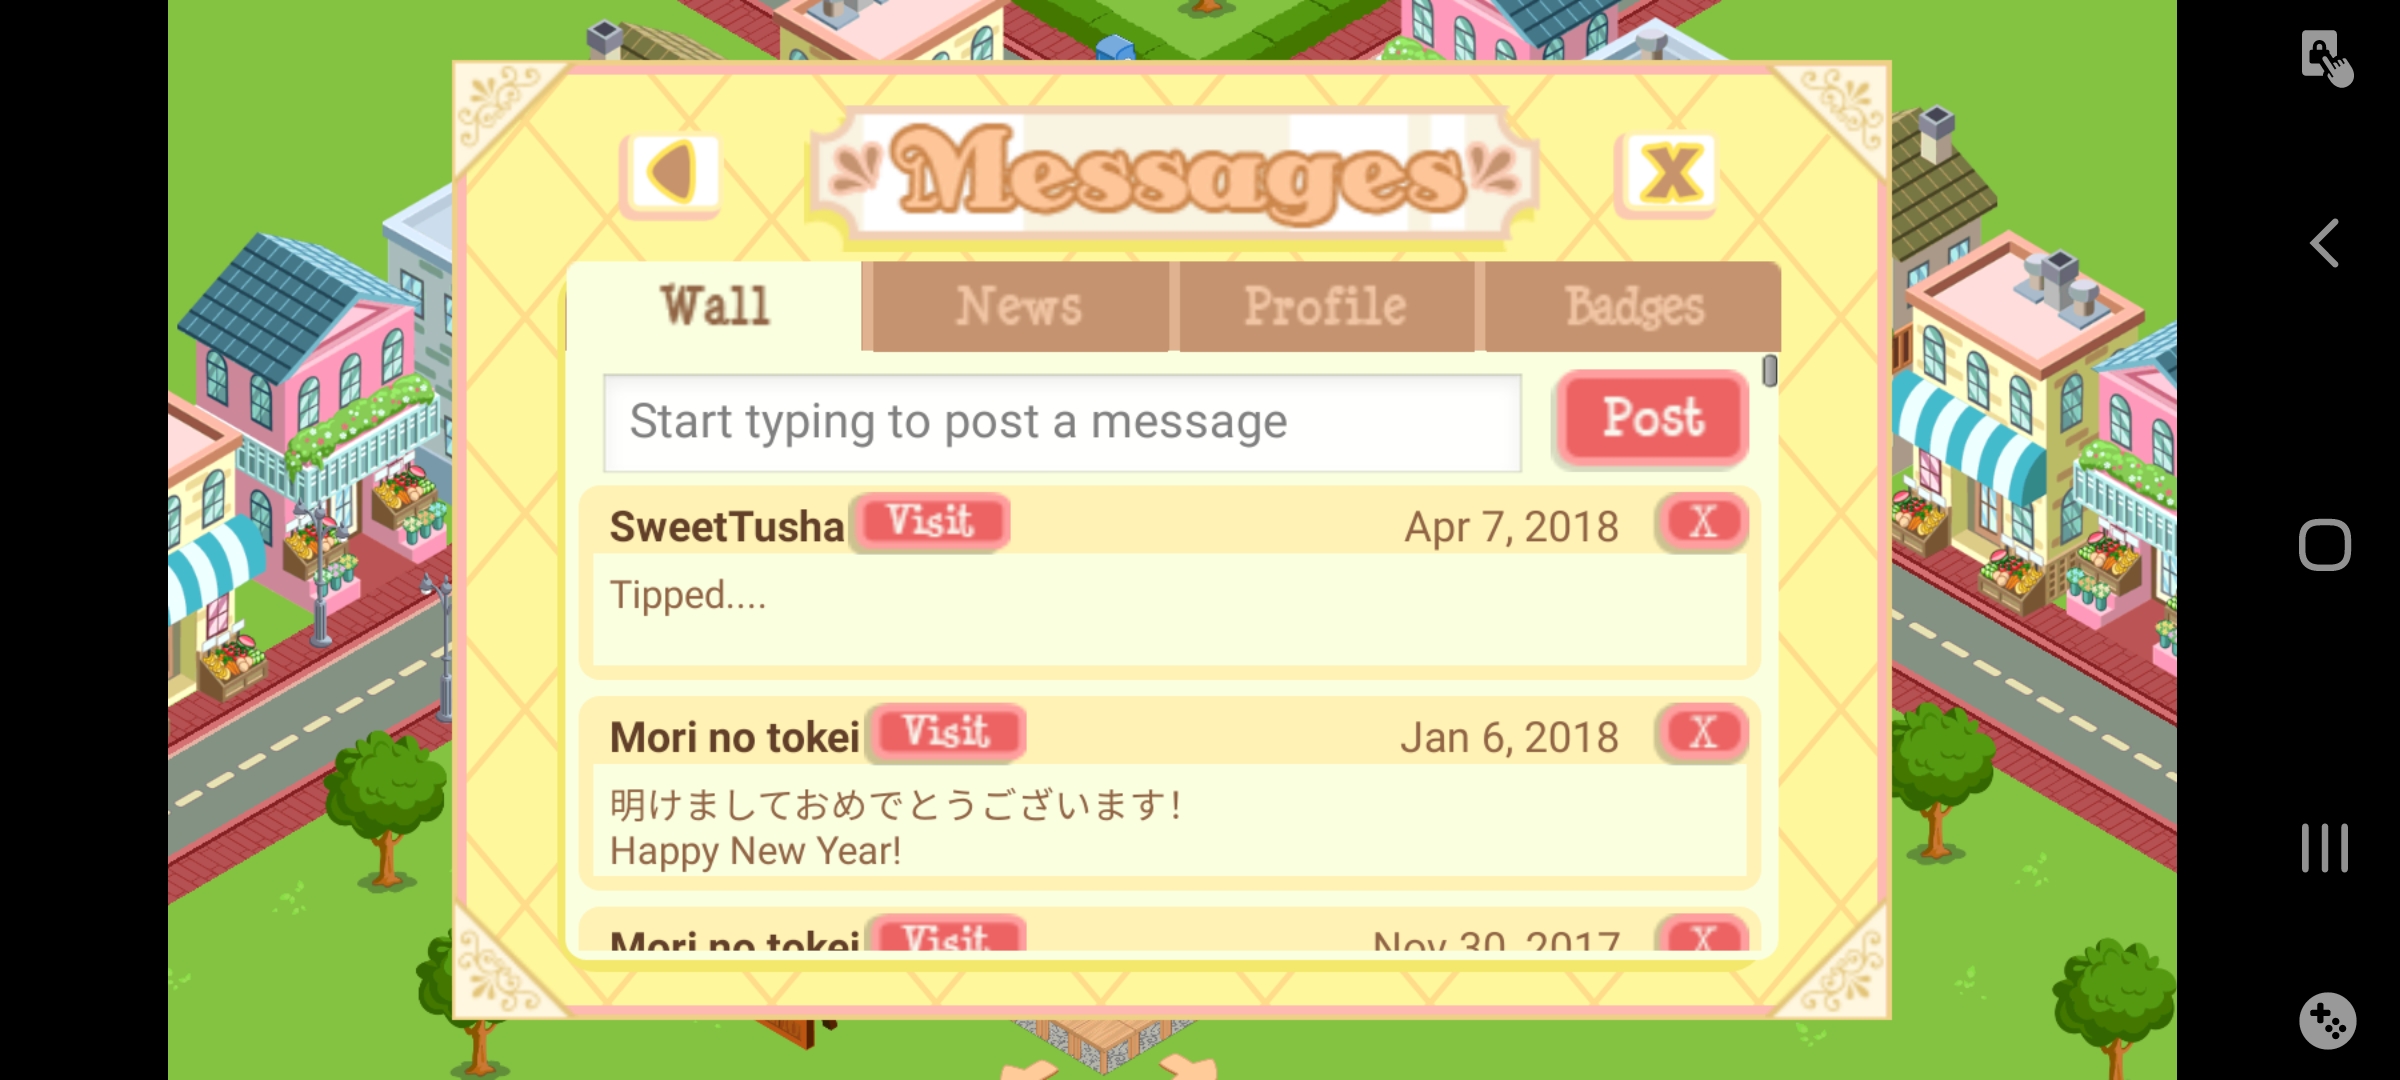 Messages
Wall News Profile Badges
Start typing to post a message Post
SweetTusha Visit Apr 7, 2018 X
Tipped....
Mori no tokei Visit Jan 6, 2018 X
明けましておめでとうございます!
Happy New Year!
Mori no tokei Visit Nov 30, 2017 X